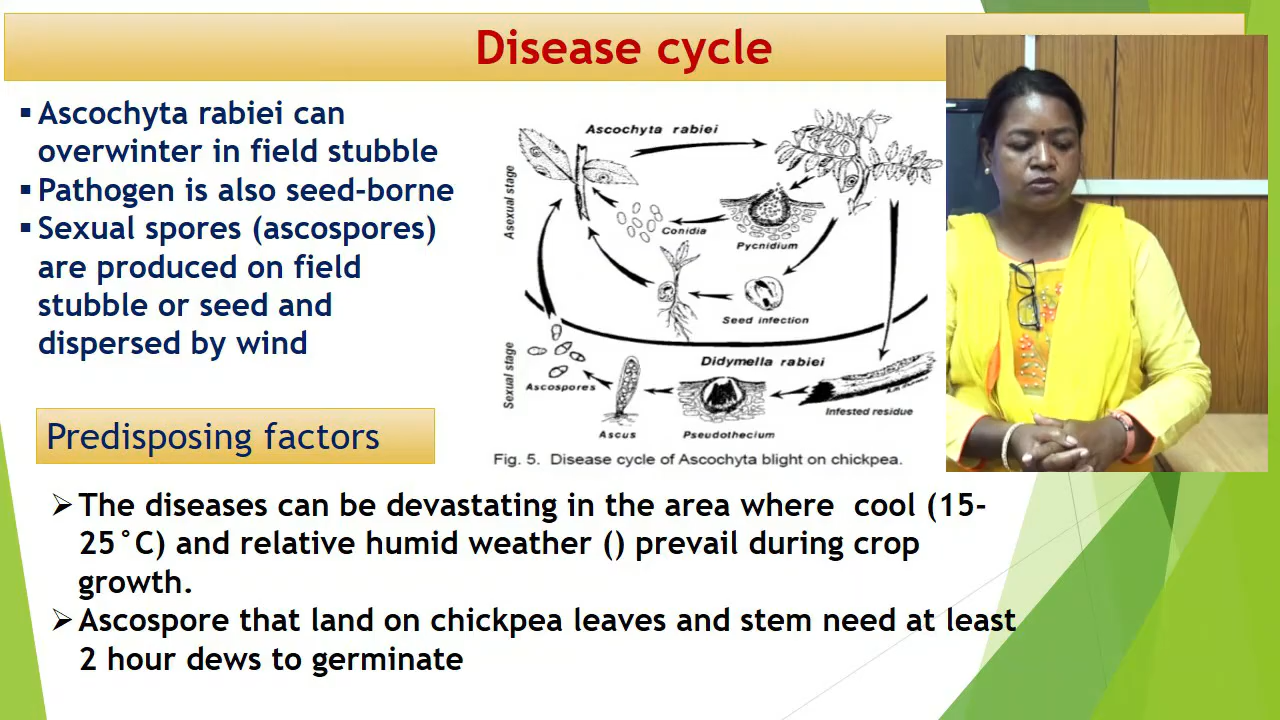 Disease cycle
▪ Ascochyta rabiei can
overwinter in field stubble
▪ Pathogen is also seed-borne
▪ Sexual spores (ascospores)
are produced on field
stubble or seed and
dispersed by wind
Ascochyta rabiei
Asexual stage
Conidia
Pycnidium
Seed infection
Sexual stage
Didymella rabiei
Ascospores
Infested residue
Ascus
Pseudothecium
Fig. 5. Disease cycle of Ascochyta blight on chickpea.
Predisposing factors
➢ The diseases can be devastating in the area where cool (15-
25°C) and relative humid weather () prevail during crop
growth.
➢ Ascospore that land on chickpea leaves and stem need at least
2 hour dews to germinate